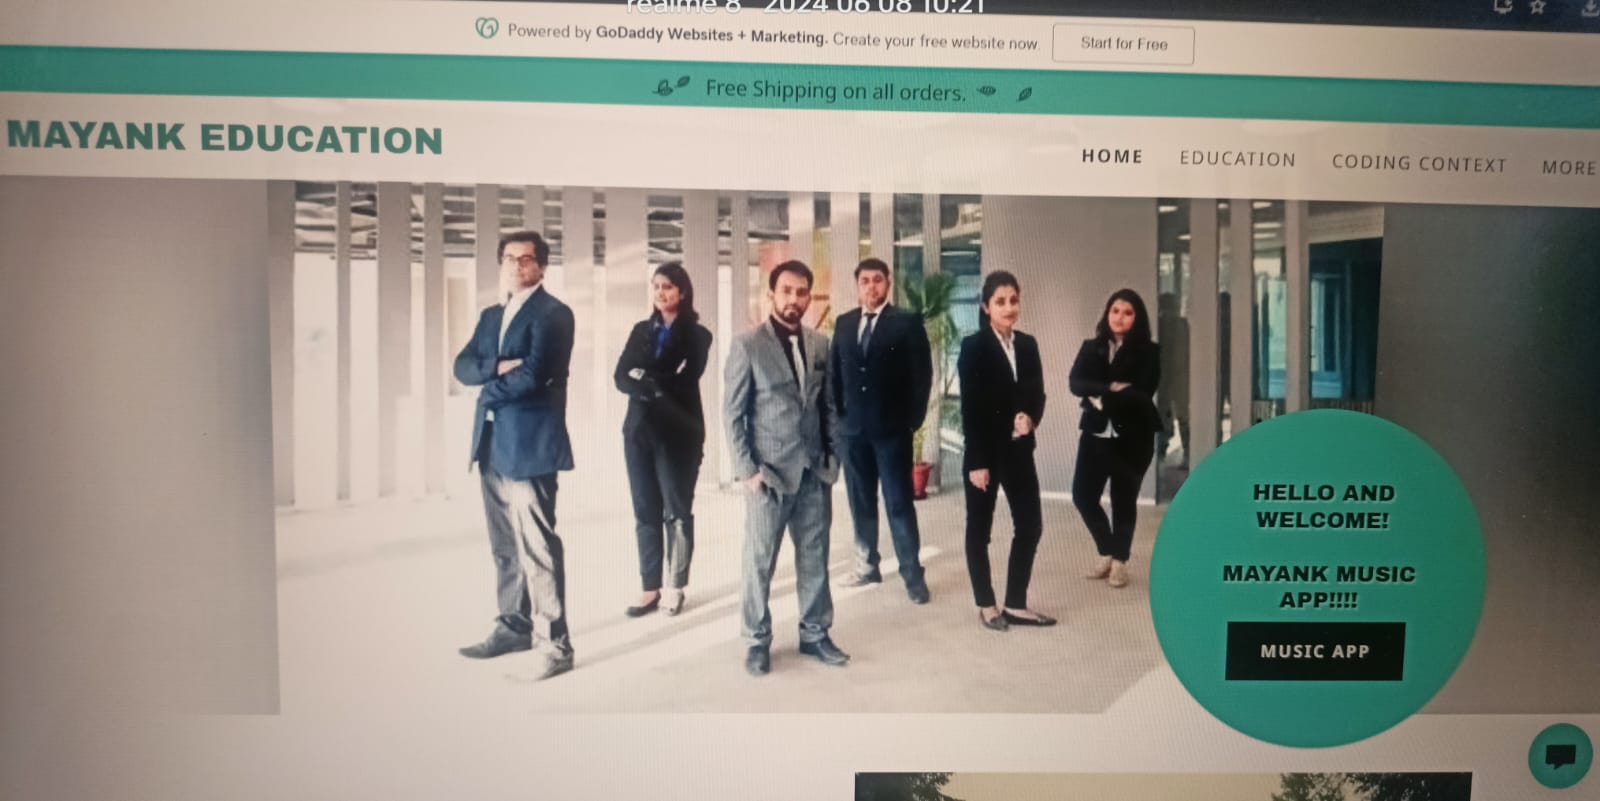 realme 8 2024 06 08 10:21
Powered by GoDaddy Websites + Marketing. Create your free website now.
Start for Free
Free Shipping on all orders.
MAYANK EDUCATION
HOME EDUCATION CODING CONTEXT MORE
HELLO AND
WELCOME!
MAYANK MUSIC
APP!!!!
MUSIC APP